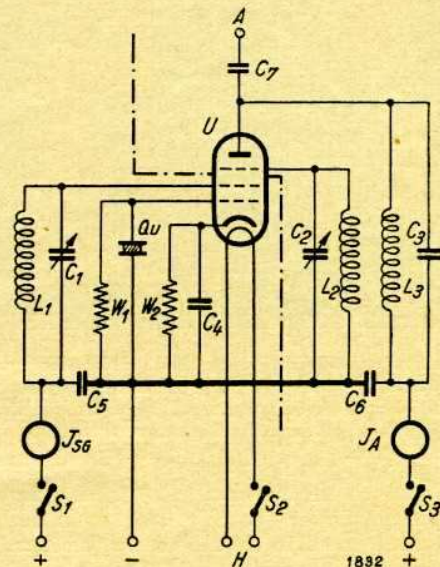 A
C7
U
Qu
C1
L1
W1
W2
C4
C2
L2
L3
C3
C5
C6
JSG
JA
S1
S2
S3
+
−
H
1832
+